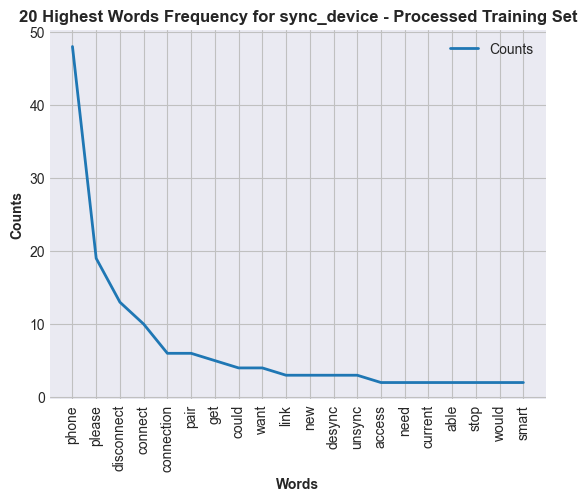 20 Highest Words Frequency for sync_device - Processed Training Set
Counts
50
40
30
20
10
0
Counts
phone
please
disconnect
connect
connection
pair
get
could
want
link
new
desync
unsync
access
need
current
able
stop
would
smart
Words